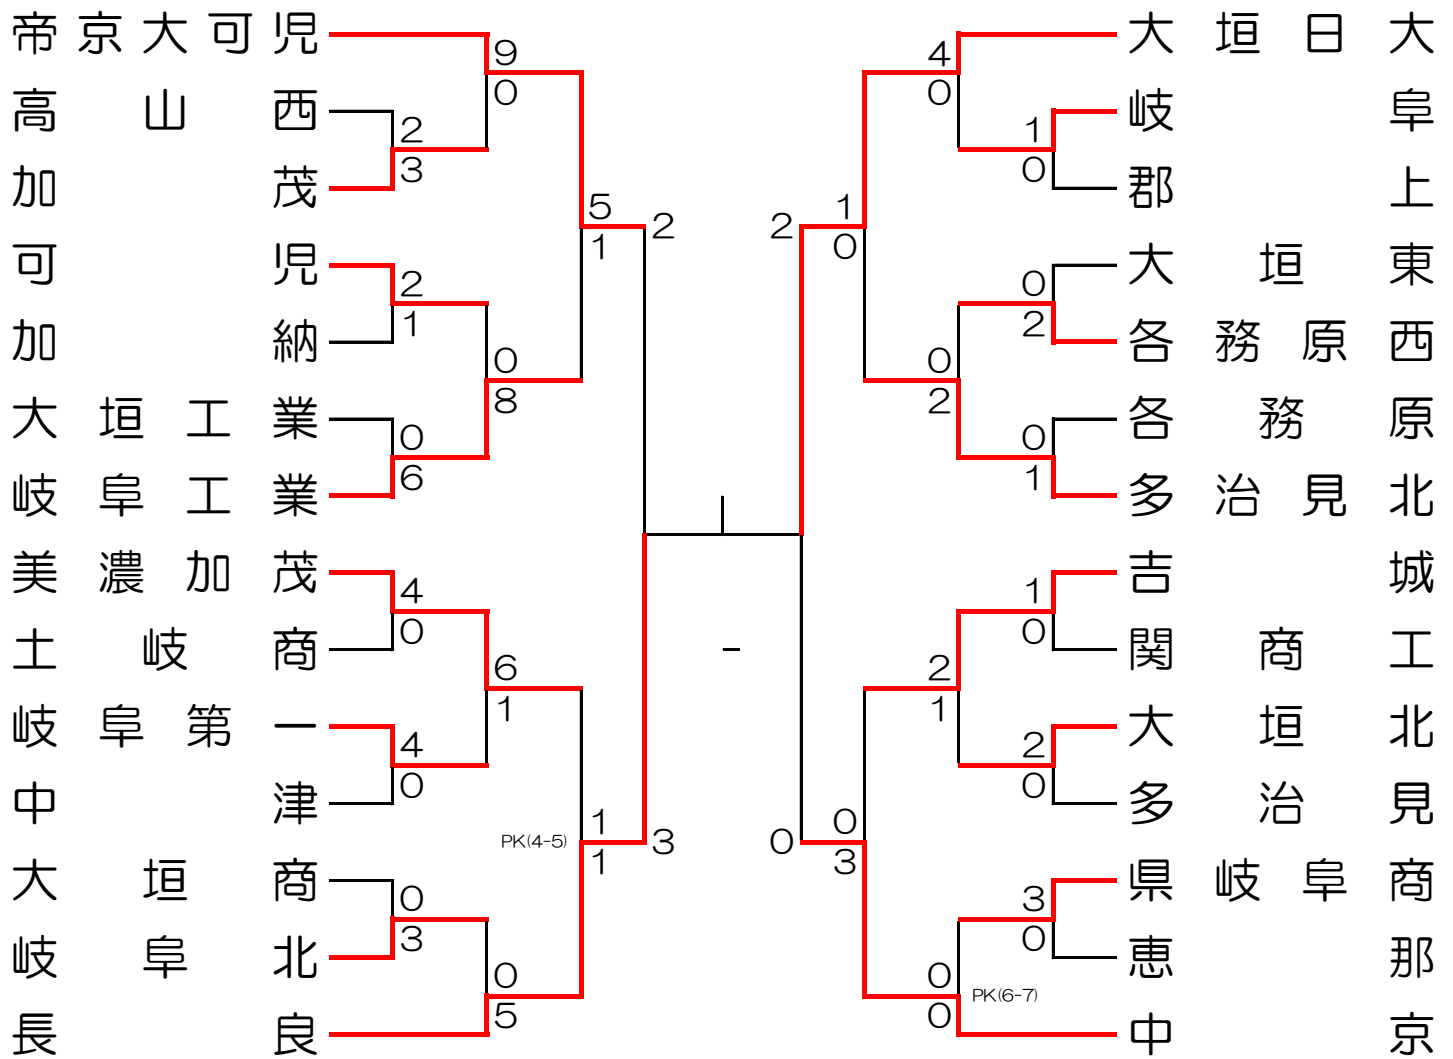 帝京大可児
高山西
加茂
可児
加納
大垣工業
岐阜工業
美濃加茂
土岐商
岐阜第一
中津
大垣商
岐阜北
長良
9
0
2
3
2
1
0
8
0
6
4
0
6
1
4
0
0
3
0
5
5
1
PK(4-5)
1
1
2
3
-
2
0
1
0
0
3
4
0
0
2
2
1
0
0
PK(6-7)
1
0
0
2
0
1
1
0
2
0
3
0
大垣日大
岐阜
郡上
大垣東
各務原西
各務原
多治見北
吉城
関商工
大垣北
多治見
県岐阜商
恵那
中京